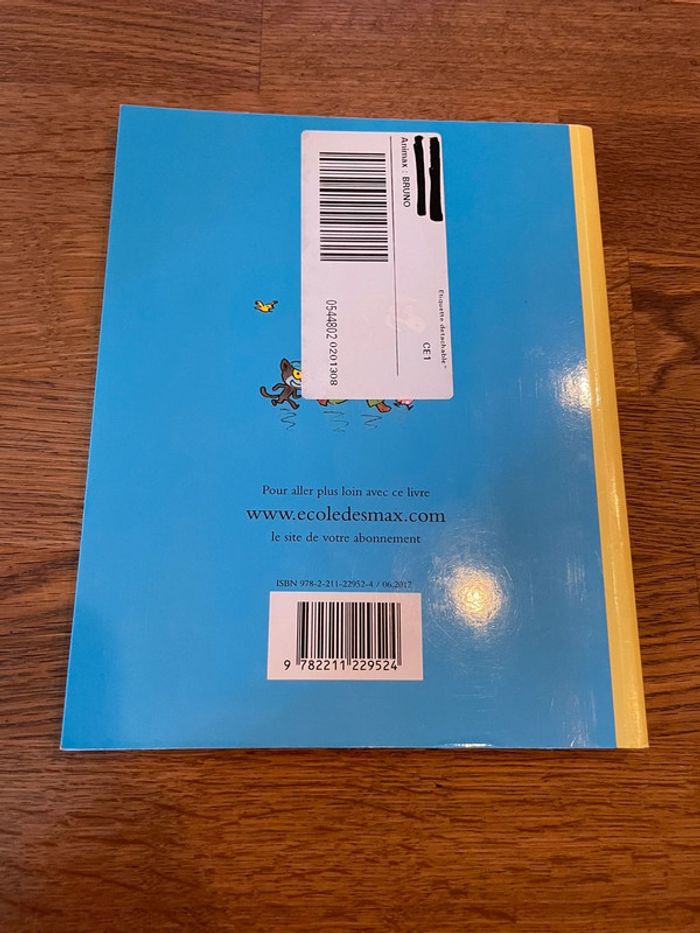 Animax : BRUNO
CE1
Etiquette detachable
0544802 0201308
Pour aller plus loin avec ce livre
www.ecoledesmax.com
le site de votre abonnement
ISBN 978-2-211-22952-4 / 06.2017
9 782211 229524